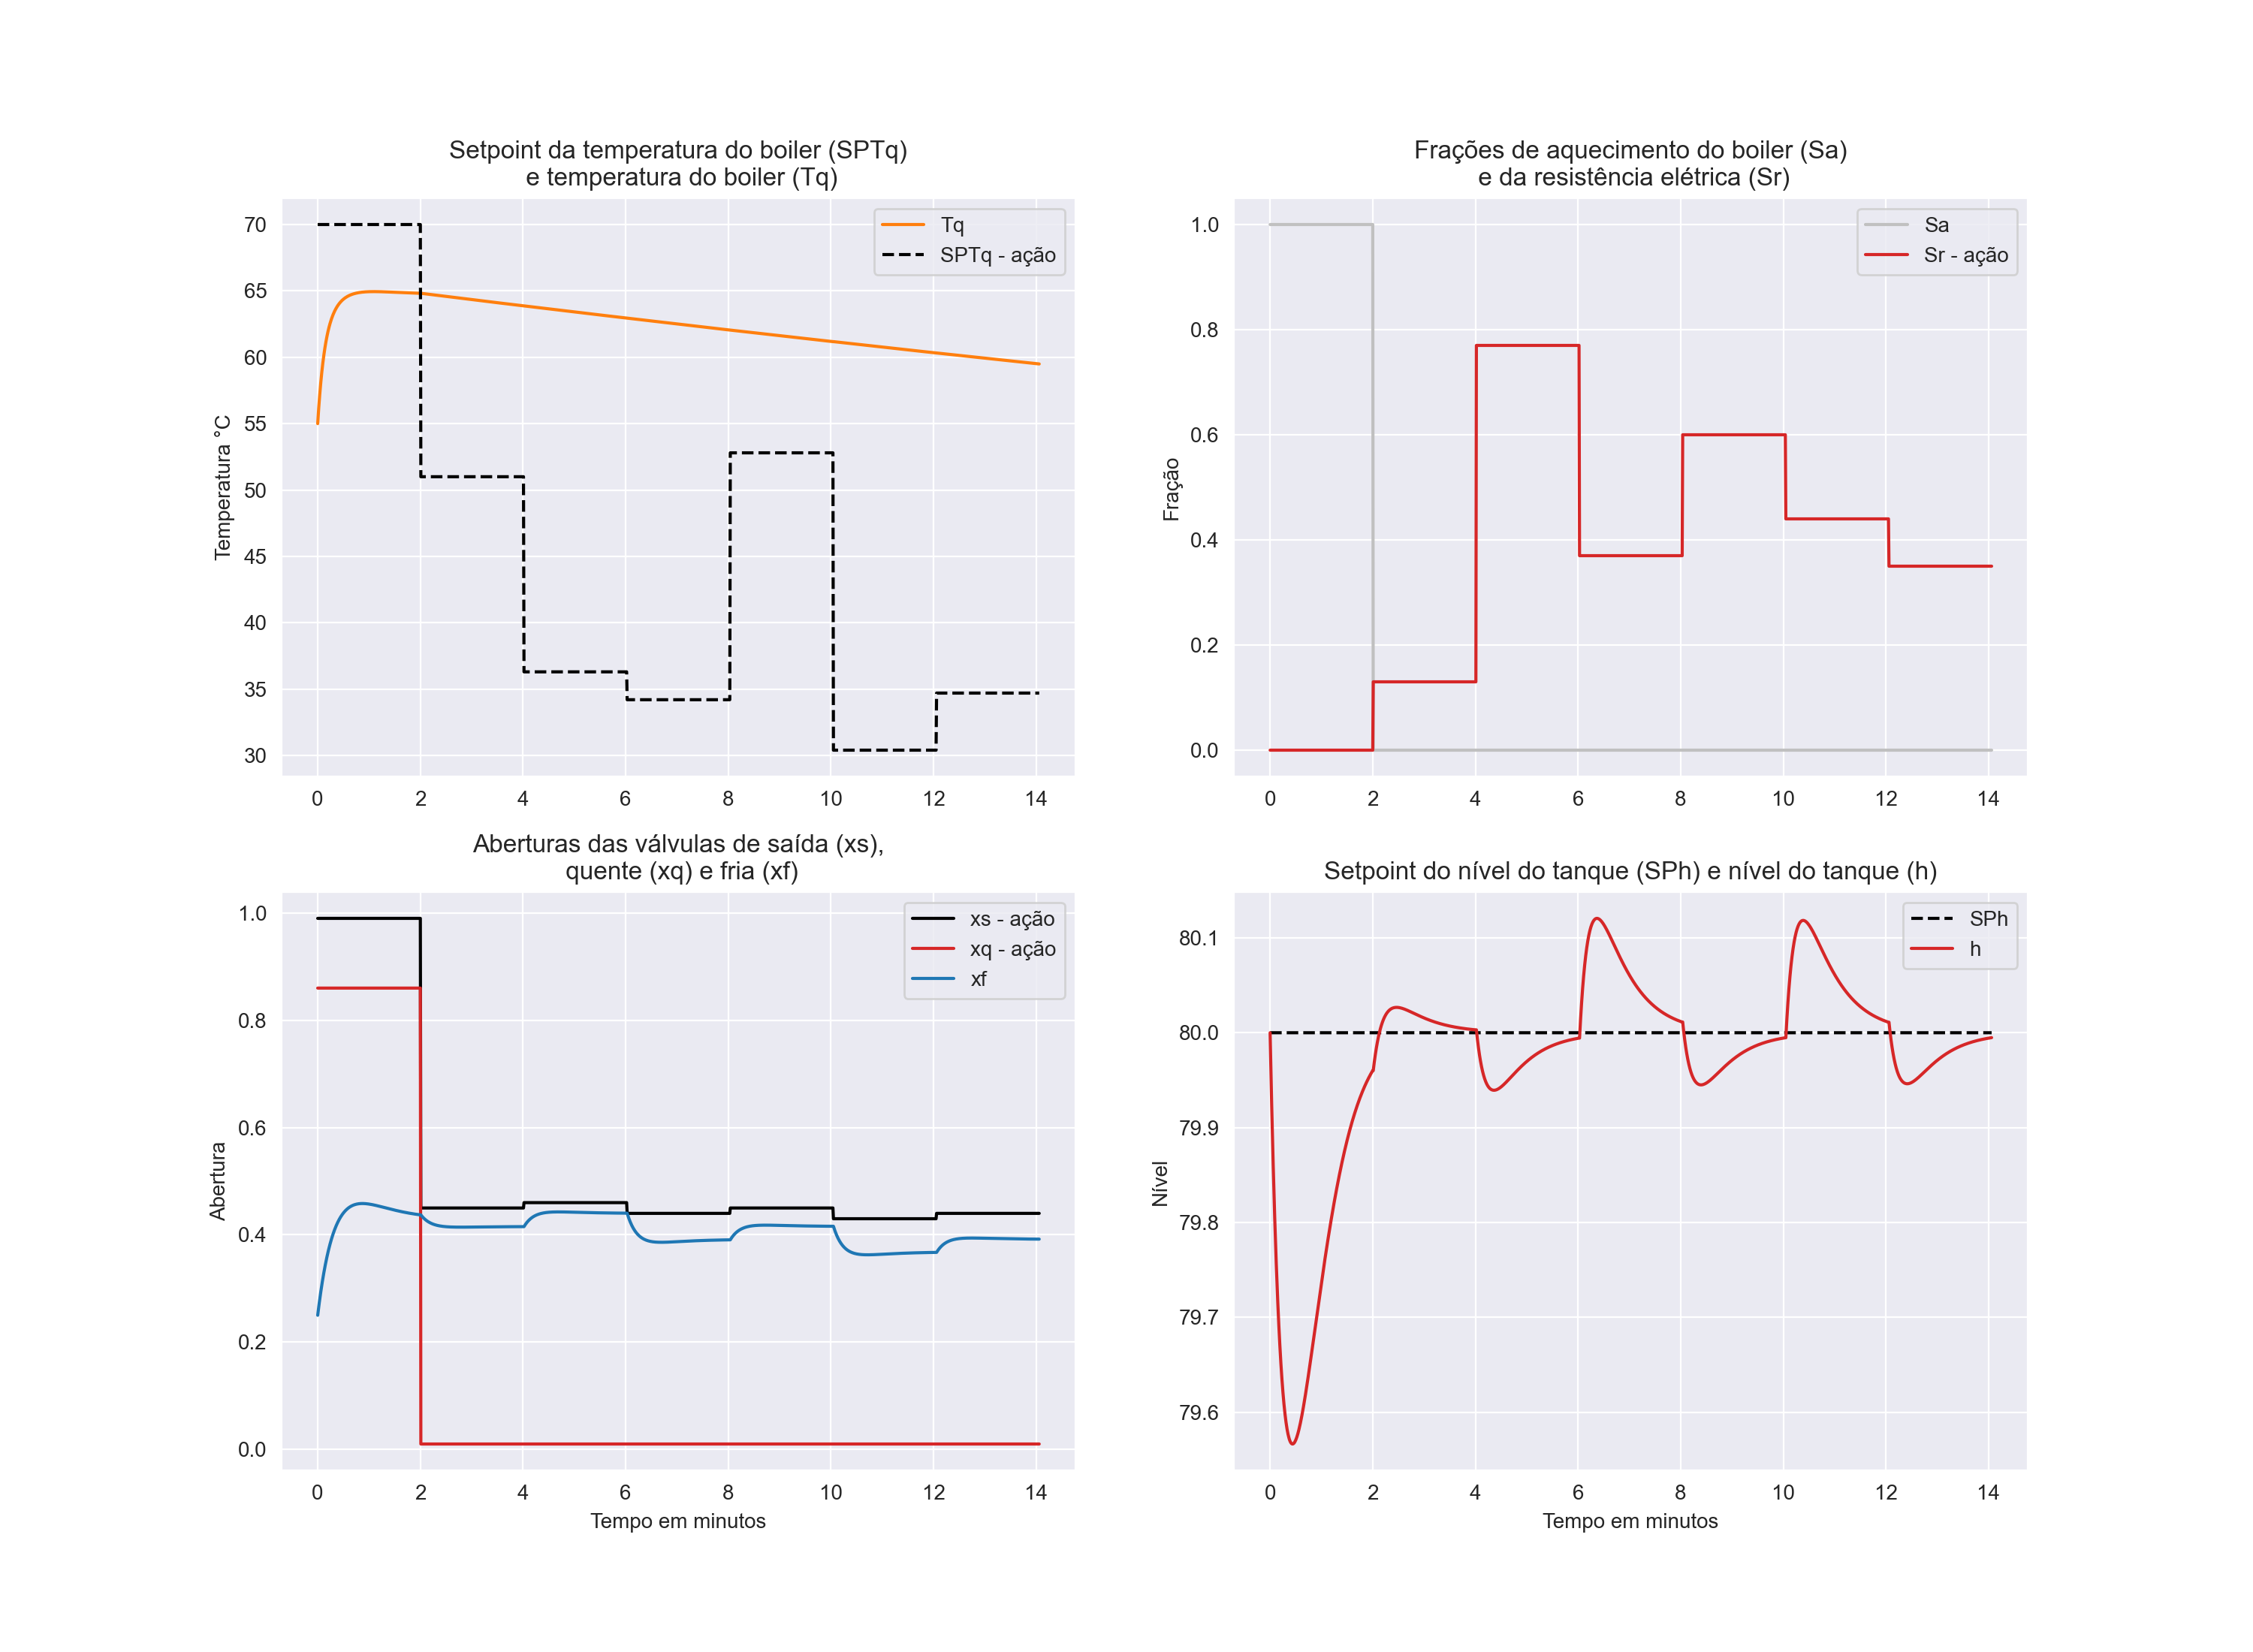 Setpoint da temperatura do boiler (SPTq)
e temperatura do boiler (Tq)
70
65
60
55
50
45
40
35
30
Temperatura °C
Tq
SPTq - ação
0 2 4 6 8 10 12 14
Frações de aquecimento do boiler (Sa)
e da resistência elétrica (Sr)
1.0
0.8
0.6
0.4
0.2
0.0
Fração
Sa
Sr - ação
0 2 4 6 8 10 12 14
Aberturas das válvulas de saída (xs),
quente (xq) e fria (xf)
1.0
0.8
0.6
0.4
0.2
0.0
Abertura
xs - ação
xq - ação
xf
0 2 4 6 8 10 12 14
Tempo em minutos
Setpoint do nível do tanque (SPh) e nível do tanque (h)
80.1
80.0
79.9
79.8
79.7
79.6
Nível
SPh
h
0 2 4 6 8 10 12 14
Tempo em minutos